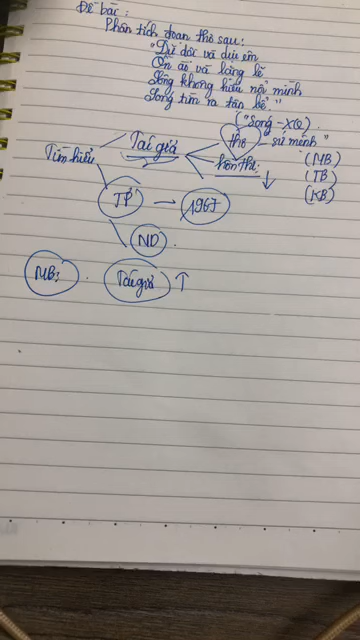 Đề bài:
Phân tích đoạn thơ sau:
"Dữ dội và dịu êm
Ồn ào và lặng lẽ
Sông không hiểu nổi mình
Sóng tìm ra tận bể"
("Sóng - XQ)
Tìm hiểu
Tác giả
thơ - sứ mệnh
hồn thơ:
(MB)
(TB)
(KB)
TP → 1967
ND.
MB: Tác giả ↑